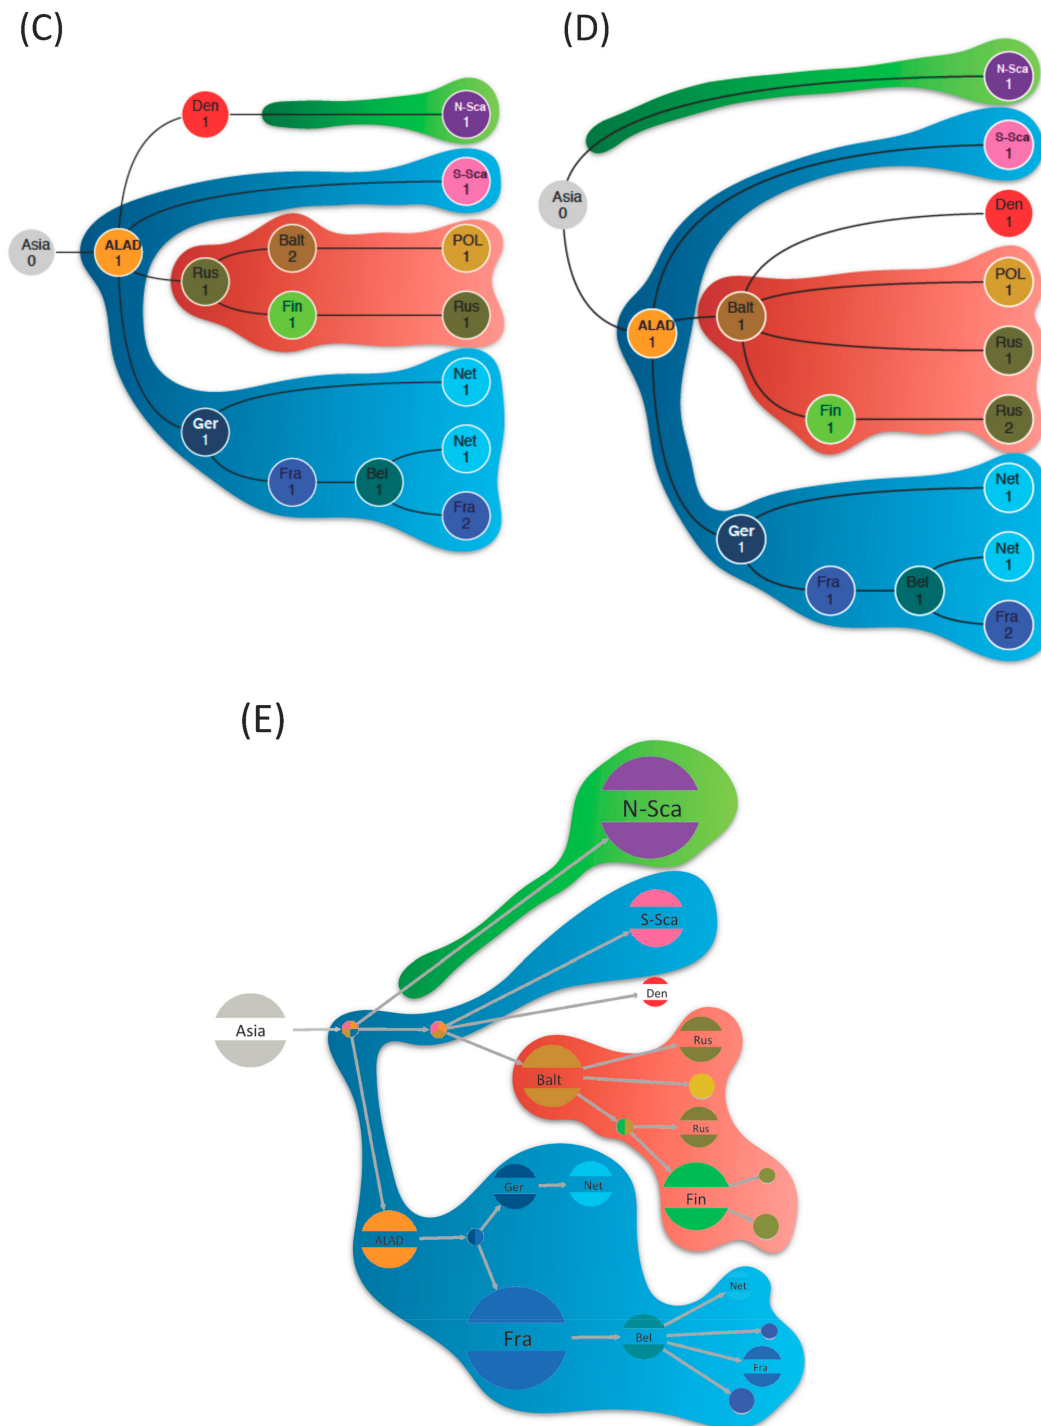 (C)
Den
1
N-Sca
1
S-Sca
1
Asia
0
ALAD
1
Balt
2
POL
1
Rus
1
Fin
1
Rus
1
Net
1
Ger
1
Net
1
Fra
1
Bel
1
Fra
2
(D)
N-Sca
1
S-Sca
1
Asia
0
Den
1
POL
1
Balt
1
ALAD
1
Rus
1
Fin
1
Rus
2
Net
1
Ger
1
Net
1
Fra
1
Bel
1
Fra
2
(E)
N-Sca
S-Sca
Den
Asia
Rus
Balt
Rus
Fin
Ger
Net
ALAD
Net
Fra
Bel
Fra